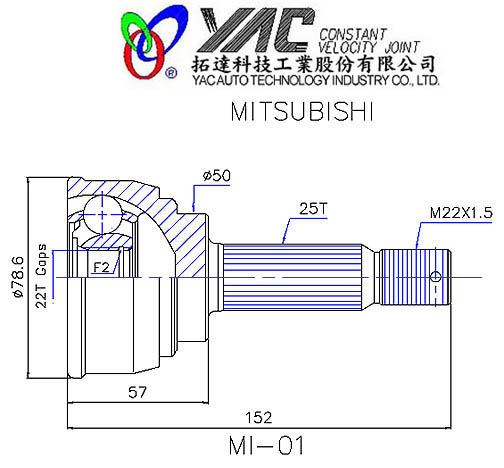 YAC CONSTANT
VELOCITY JOINT
拓達科技工業股份有限公司
YAC AUTO TECHNOLOGY INDUSTRY CO., LTD.
MITSUBISHI
ø50
25T
M22X1.5
ø78.6
22T Gaps
F2
57
152
MI-01